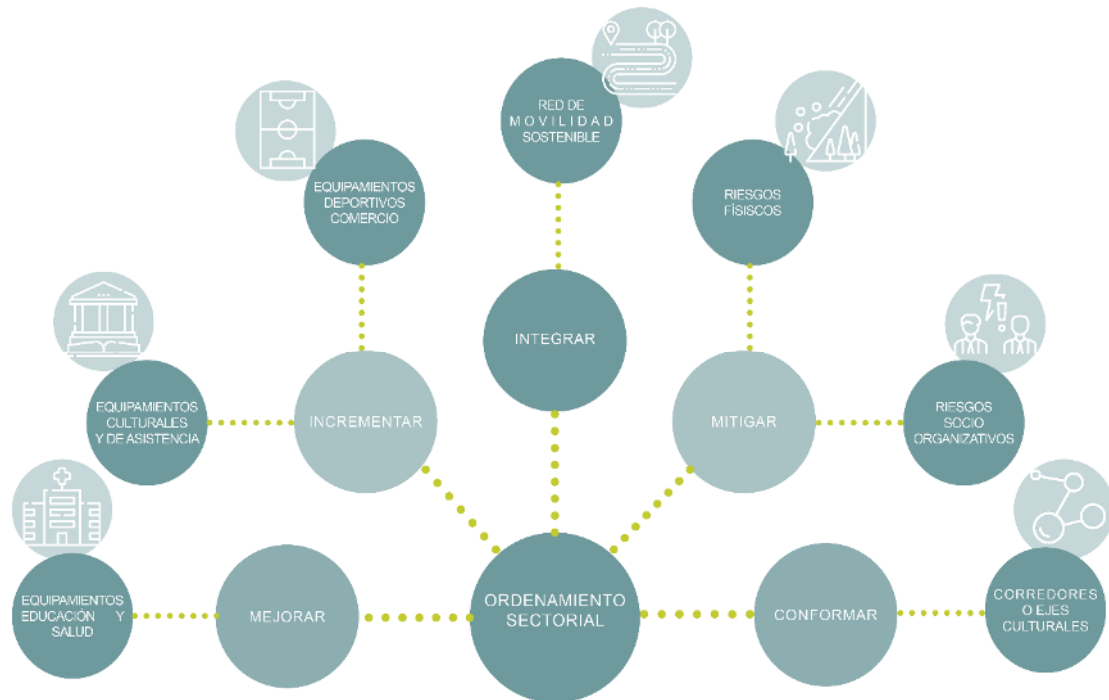 RED DE
MOVILIDAD
SOSTENIBLE
EQUIPAMIENTOS
DEPORTIVOS
COMERCIO
RIESGOS
FÍSISCOS
INTEGRAR
EQUIPAMIENTOS
CULTURALES
Y DE ASISTENCIA
INCREMENTAR
MITIGAR
RIESGOS
SOCIO
ORGANIZATIVOS
EQUIPAMIENTOS
EDUCACIÓN Y
SALUD
MEJORAR
ORDENAMIENTO
SECTORIAL
CONFORMAR
CORREDORES
O EJES
CULTURALES